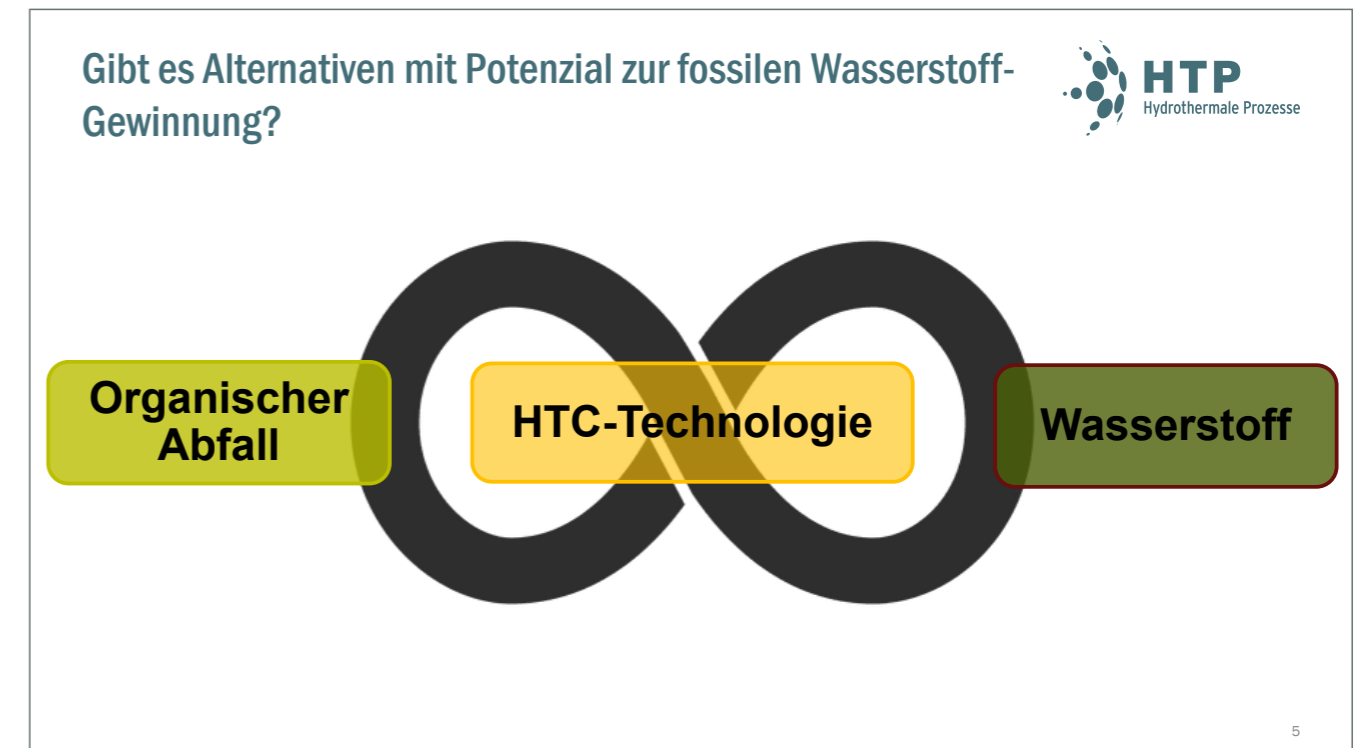 Gibt es Alternativen mit Potenzial zur fossilen Wasserstoff-
Gewinnung?
HTP
Hydrothermale Prozesse
Organischer
Abfall
HTC-Technologie
Wasserstoff
5